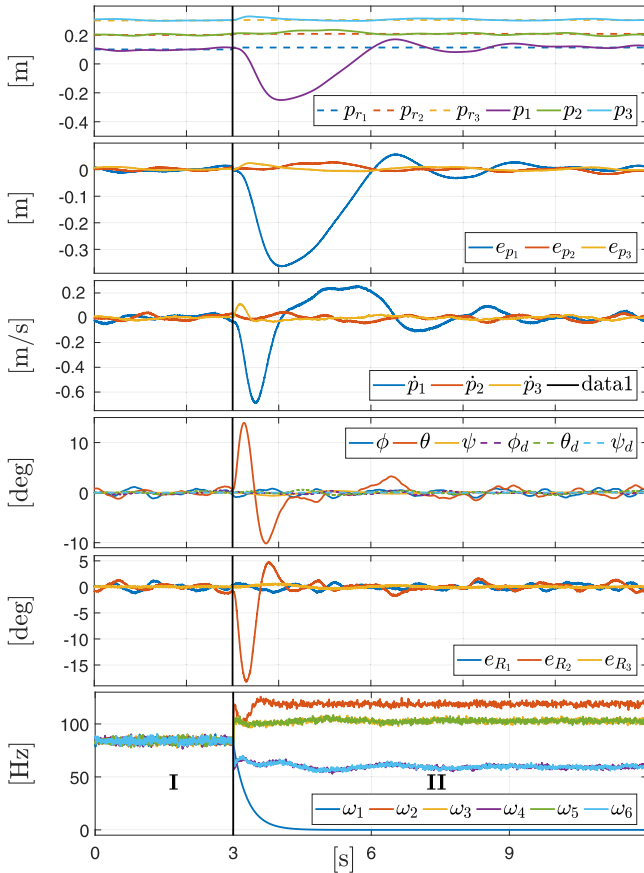 [m]
0.2
0
-0.2
-0.4
p_{r_1} p_{r_2} p_{r_3} p_1 p_2 p_3
[m]
0
-0.1
-0.2
-0.3
e_{p_1} e_{p_2} e_{p_3}
[m/s]
0.2
0
-0.2
-0.4
-0.6
ṗ_1 ṗ_2 ṗ_3 data1
[deg]
10
0
-10
ϕ θ ψ ϕ_d θ_d ψ_d
[deg]
5
0
-5
-10
-15
e_{R_1} e_{R_2} e_{R_3}
[Hz]
100
50
0
I II
ω_1 ω_2 ω_3 ω_4 ω_5 ω_6
0 3 6 9
[s]